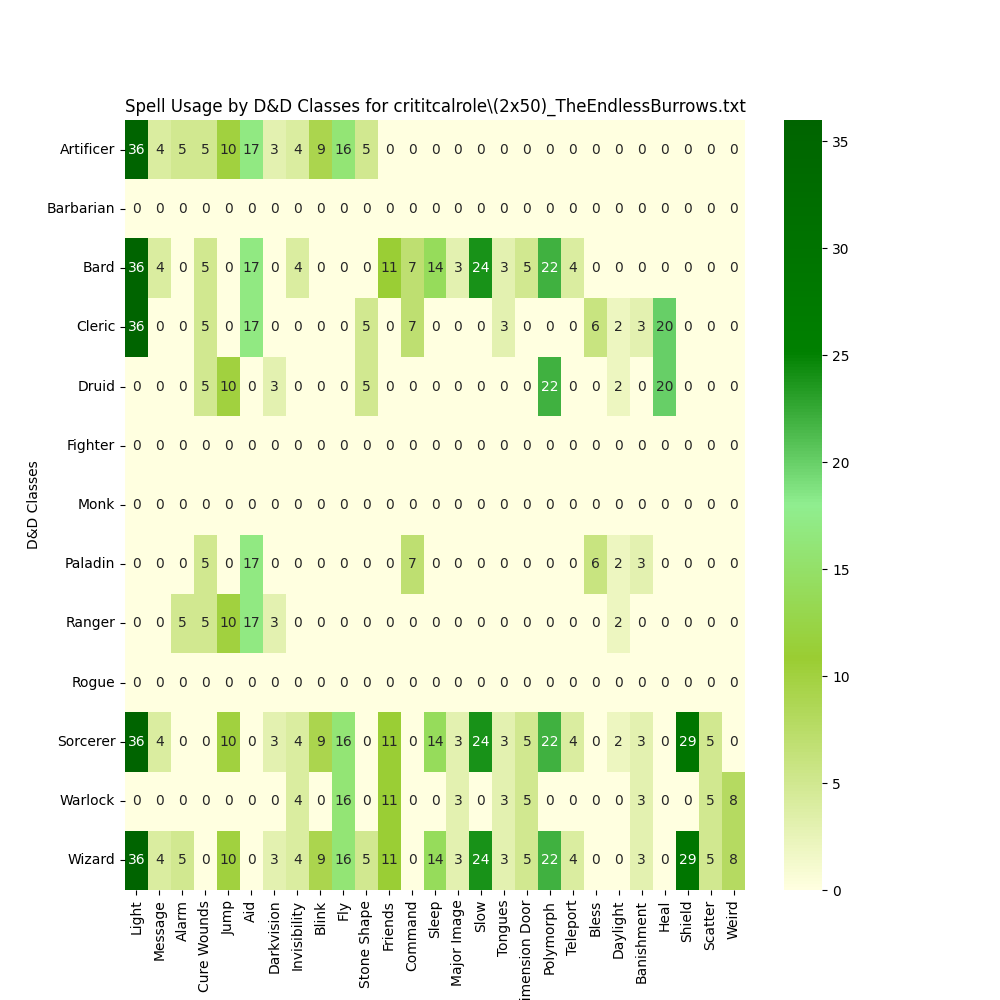 Spell Usage by D&D Classes for crititcalrole\(2x50)_TheEndlessBurrows.txt
D&D Classes
Artificer 36 4 5 5 10 17 3 4 9 16 5 0 0 0 0 0 0 0 0 0 0 0 0 0 0 0 0
Barbarian 0 0 0 0 0 0 0 0 0 0 0 0 0 0 0 0 0 0 0 0 0 0 0 0 0 0 0
Bard 36 4 0 5 0 17 0 4 0 0 0 11 7 14 3 24 3 5 22 4 0 0 0 0 0 0 0
Cleric 36 0 0 5 0 17 0 0 0 0 5 0 7 0 0 0 3 0 0 0 6 2 3 20 0 0 0
Druid 0 0 0 5 10 0 3 0 0 0 5 0 0 0 0 0 0 0 22 0 0 2 0 20 0 0 0
Fighter 0 0 0 0 0 0 0 0 0 0 0 0 0 0 0 0 0 0 0 0 0 0 0 0 0 0 0
Monk 0 0 0 0 0 0 0 0 0 0 0 0 0 0 0 0 0 0 0 0 0 0 0 0 0 0 0
Paladin 0 0 0 5 0 17 0 0 0 0 0 0 7 0 0 0 0 0 0 0 6 2 3 0 0 0 0
Ranger 0 0 5 5 10 17 3 0 0 0 0 0 0 0 0 0 0 0 0 0 0 2 0 0 0 0 0
Rogue 0 0 0 0 0 0 0 0 0 0 0 0 0 0 0 0 0 0 0 0 0 0 0 0 0 0 0
Sorcerer 36 4 0 0 10 0 3 4 9 16 0 11 0 14 3 24 3 5 22 4 0 2 3 0 29 5 0
Warlock 0 0 0 0 0 0 0 4 0 16 0 11 0 0 3 0 3 5 0 0 0 0 3 0 0 5 8
Wizard 36 4 5 0 10 0 3 4 9 16 5 11 0 14 3 24 3 5 22 4 0 0 3 0 29 5 8
Light
Message
Alarm
Cure Wounds
Jump
Aid
Darkvision
Invisibility
Blink
Fly
Stone Shape
Friends
Command
Sleep
Major Image
Slow
Tongues
imension Door
Polymorph
Teleport
Bless
Daylight
Banishment
Heal
Shield
Scatter
Weird
35
30
25
20
15
10
5
0